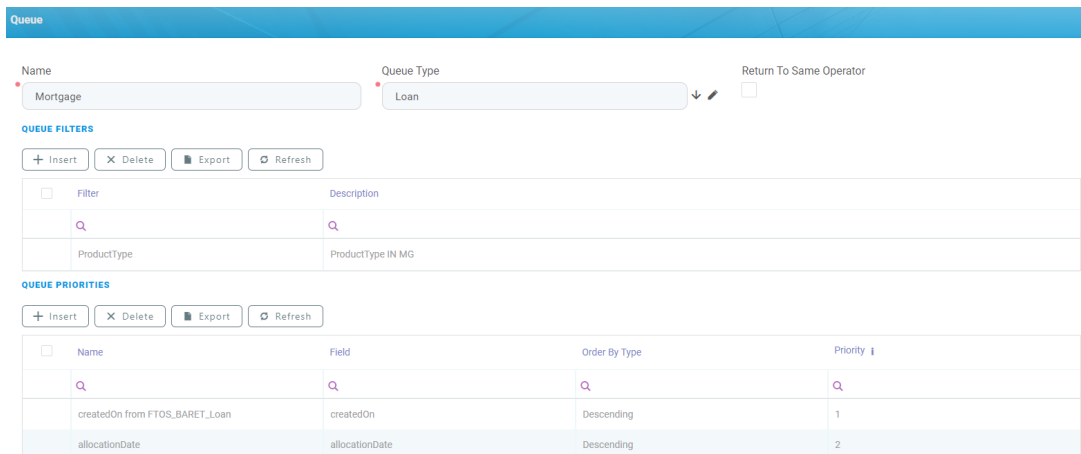 Queue
Name Queue Type Return To Same Operator
Mortgage Loan
QUEUE FILTERS
Insert Delete Export Refresh
Filter Description
ProductType ProductType IN MG
QUEUE PRIORITIES
Insert Delete Export Refresh
Name Field Order By Type Priority i
createdOn from FTOS_BARET_Loan createdOn Descending 1
allocationDate allocationDate Descending 2